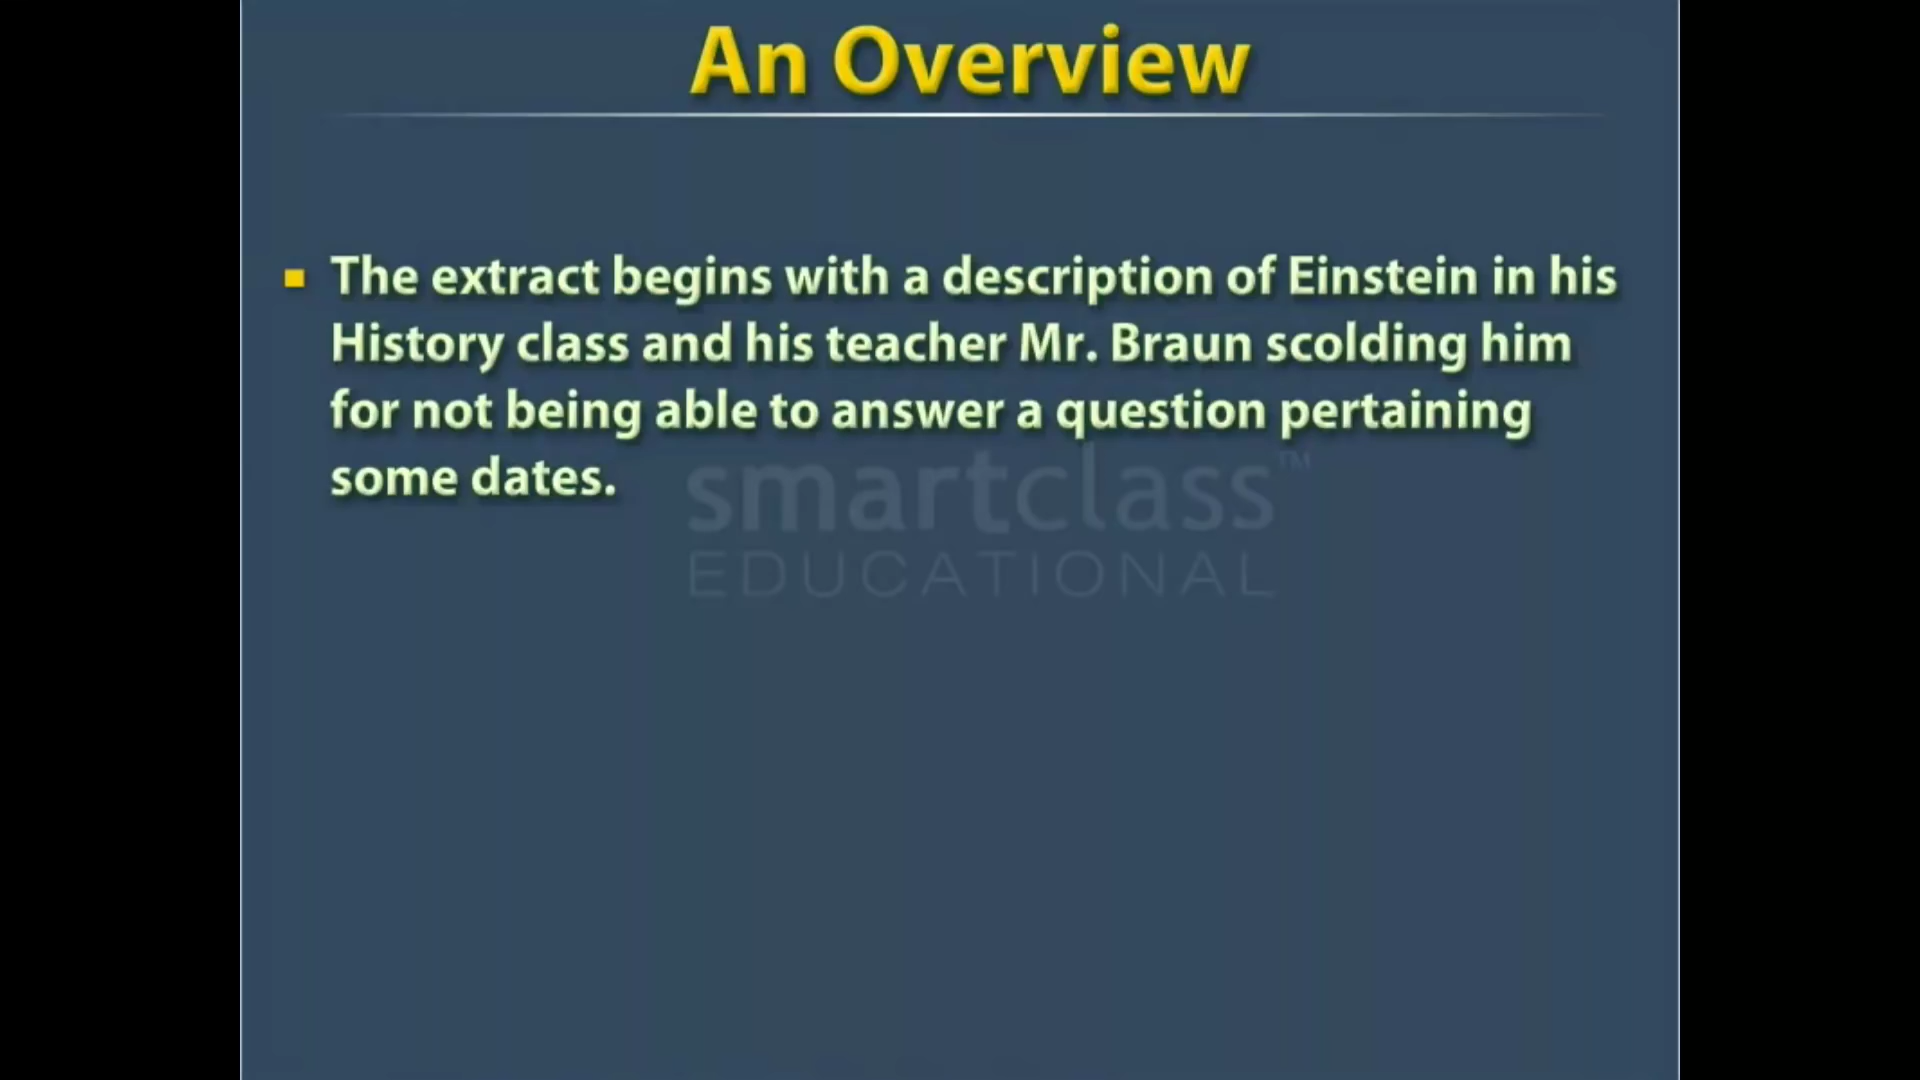 An Overview
The extract begins with a description of Einstein in his
History class and his teacher Mr. Braun scolding him
for not being able to answer a question pertaining
some dates.
smartclass™
EDUCATIONAL